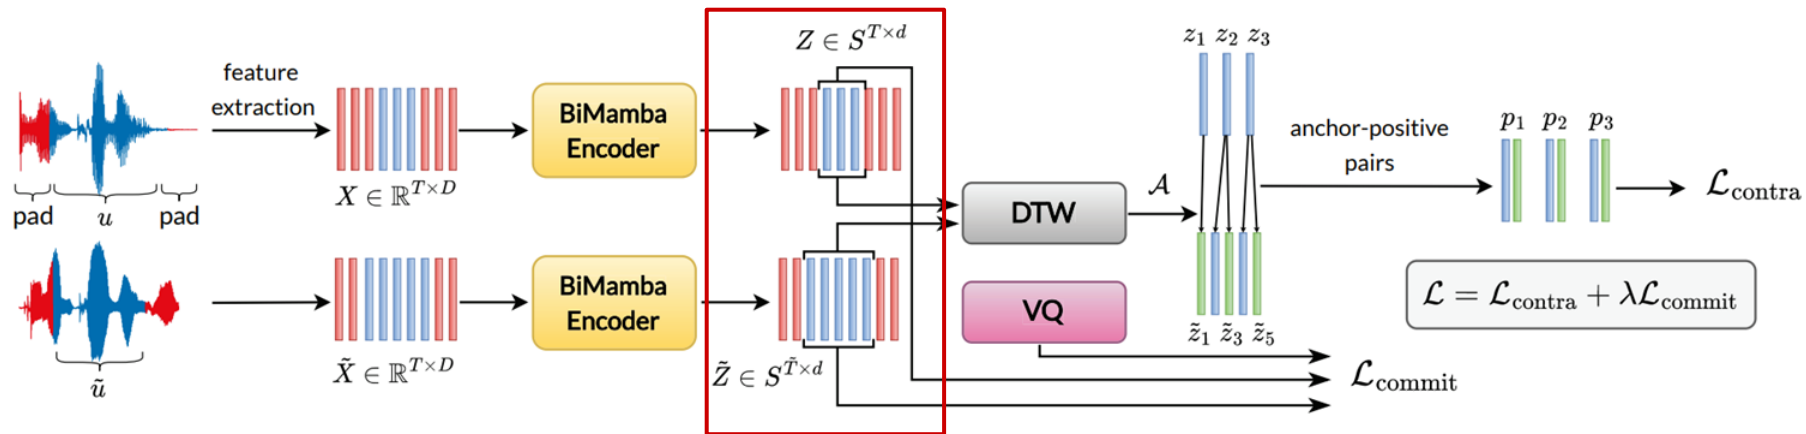 feature
extraction
pad
u
pad
X ∈ ℝ^{T×D}
BiMamba
Encoder
Z ∈ S^{T×d}
DTW
𝒜
z₁ z₂ z₃
anchor-positive
pairs
p₁ p₂ p₃
ℒ_contra
ũ
X̃ ∈ ℝ^{T×D}
BiMamba
Encoder
Z̃ ∈ S^{T̃×d}
VQ
z̃₁ z̃₃ z̃₅
ℒ = ℒ_contra + λℒ_commit
ℒ_commit